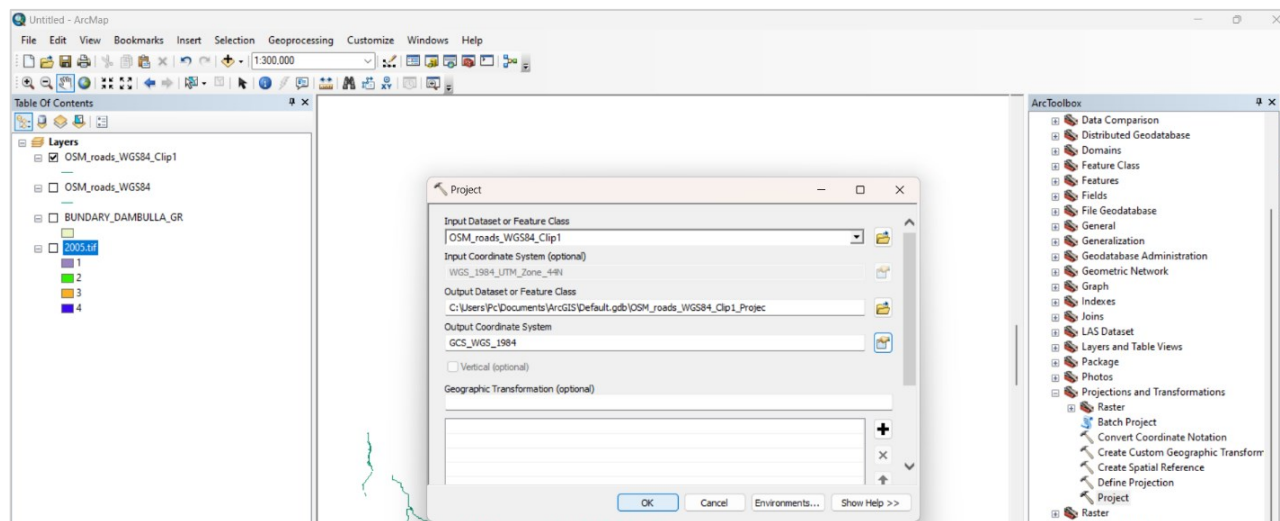 Untitled - ArcMap
File Edit View Bookmarks Insert Selection Geoprocessing Customize Windows Help
1:300,000
Table Of Contents
Layers
OSM_roads_WGS84_Clip1
OSM_roads_WGS84
BUNDARY_DAMBULLA_GR
2005.tif
1
2
3
4
Project
Input Dataset or Feature Class
OSM_roads_WGS84_Clip1
Input Coordinate System (optional)
WGS_1984_UTM_Zone_44N
Output Dataset or Feature Class
C:\Users\Pc\Documents\ArcGIS\Default.gdb\OSM_roads_WGS84_Clip1_Projec
Output Coordinate System
GCS_WGS_1984
Vertical (optional)
Geographic Transformation (optional)
OK Cancel Environments... Show Help >>
ArcToolbox
Data Comparison
Distributed Geodatabase
Domains
Feature Class
Features
Fields
File Geodatabase
General
Generalization
Geodatabase Administration
Geometric Network
Graph
Indexes
Joins
LAS Dataset
Layers and Table Views
Package
Photos
Projections and Transformations
Raster
Batch Project
Convert Coordinate Notation
Create Custom Geographic Transform
Create Spatial Reference
Define Projection
Project
Raster